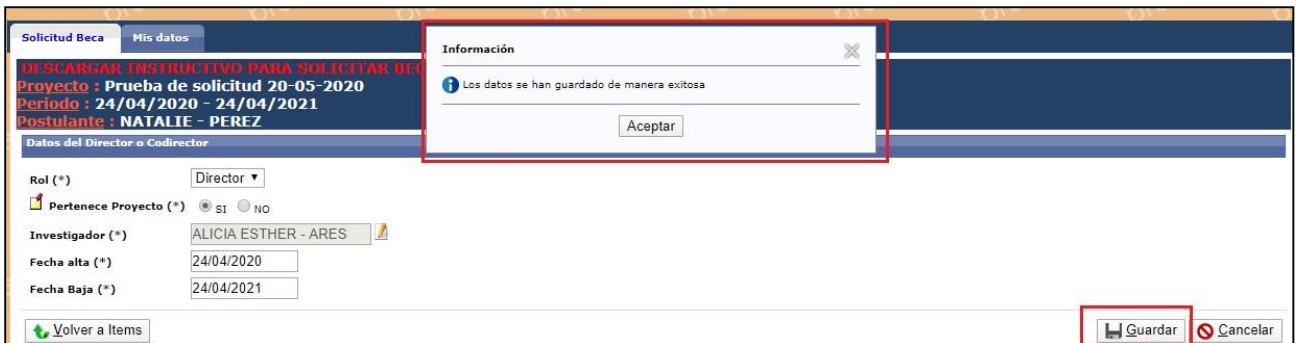 Solicitud Beca Mis datos
Información
DESCARGAR INSTRUCTIVO PARA SOLICITAR
Proyecto : Prueba de solicitud 20-05-2020
Los datos se han guardado de manera exitosa
Periodo : 24/04/2020 - 24/04/2021
Postulante : NATALIE - PEREZ
Aceptar
Datos del Director o Codirector
Rol (*) Director
Pertenece Proyecto (*) SI NO
Investigador (*) ALICIA ESTHER - ARES
Fecha alta (*) 24/04/2020
Fecha Baja (*) 24/04/2021
Volver a Items Guardar Cancelar